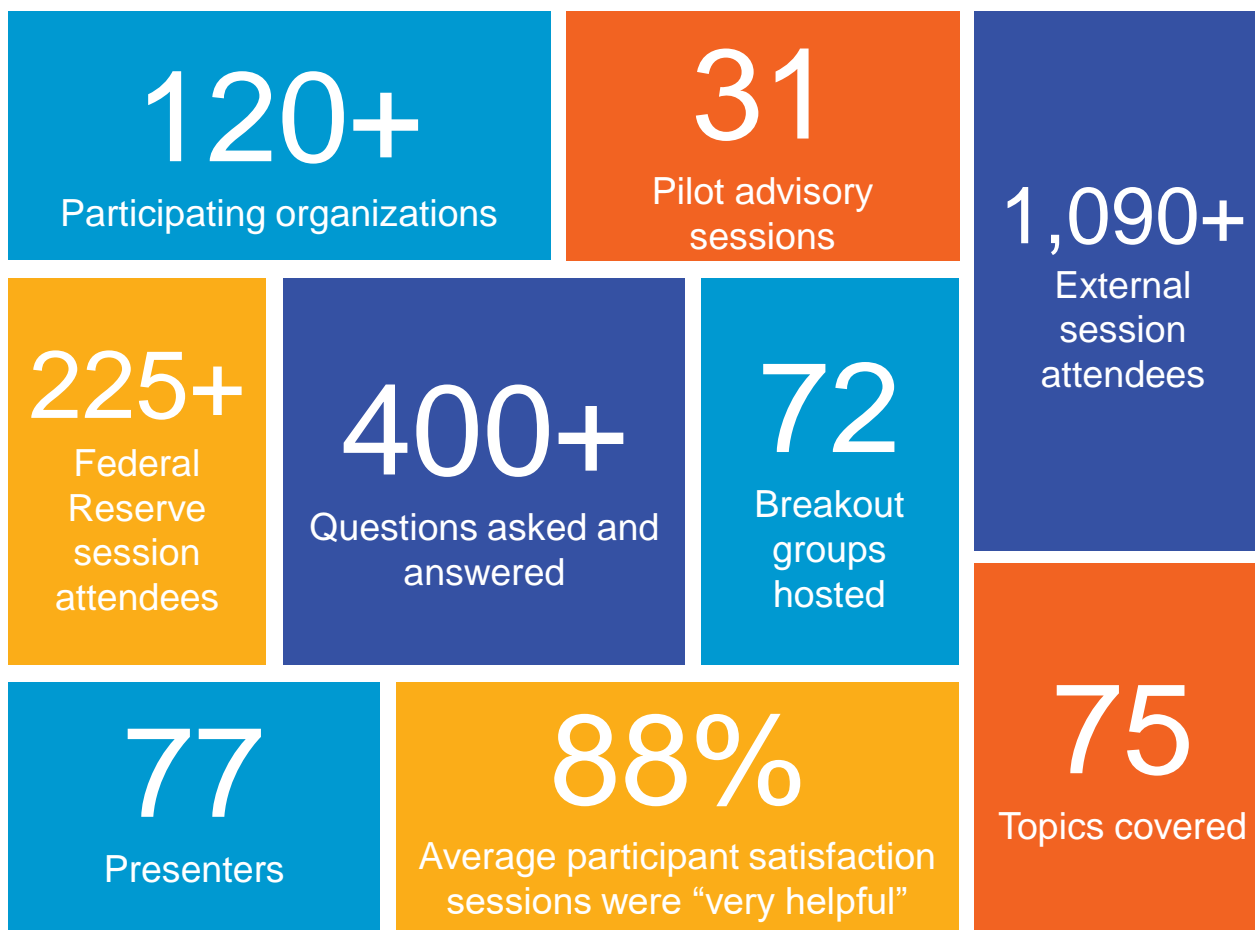 120+
Participating organizations
31
Pilot advisory
sessions
1,090+
External
session
attendees
225+
Federal
Reserve
session
attendees
400+
Questions asked and
answered
72
Breakout
groups
hosted
77
Presenters
88%
Average participant satisfaction
sessions were “very helpful”
75
Topics covered